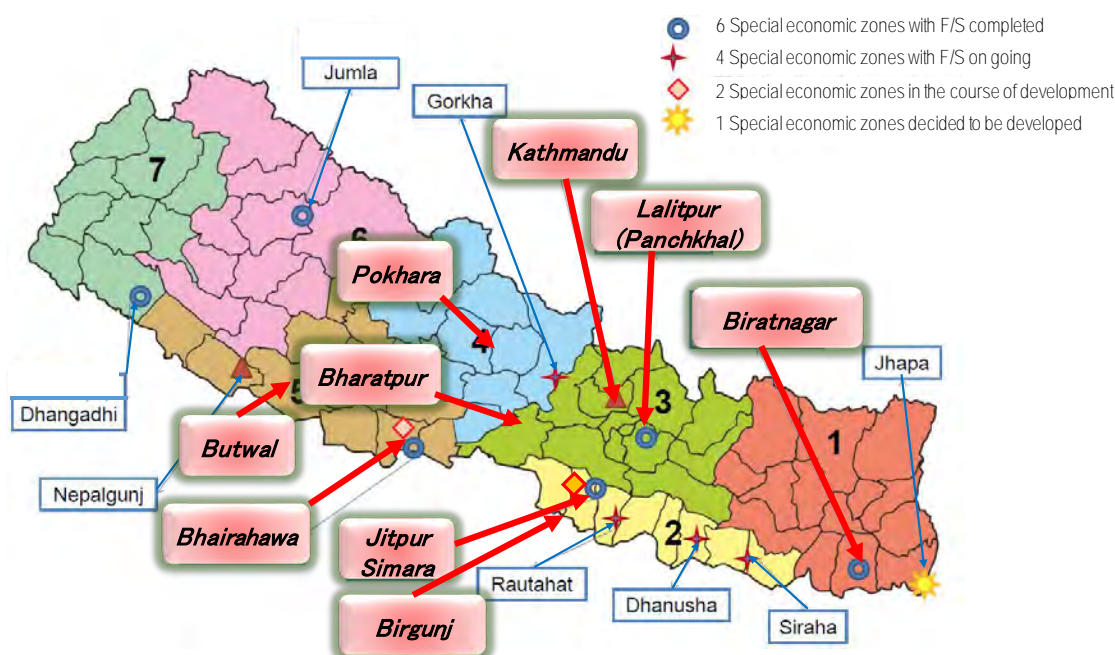 6 Special economic zones with F/S completed
4 Special economic zones with F/S on going
2 Special economic zones in the course of development
1 Special economic zones decided to be developed
Jumla
Gorkha
Kathmandu
Lalitpur
(Panchkhal)
7
6
Pokhara
Biratnagar
4
Jhapa
Bharatpur
5
3
Dhangadhi
Butwal
1
Nepalgunj
Bhairahawa
Jitpur
Simara
2
Rautahat
Dhanusha
Birgunj
Siraha